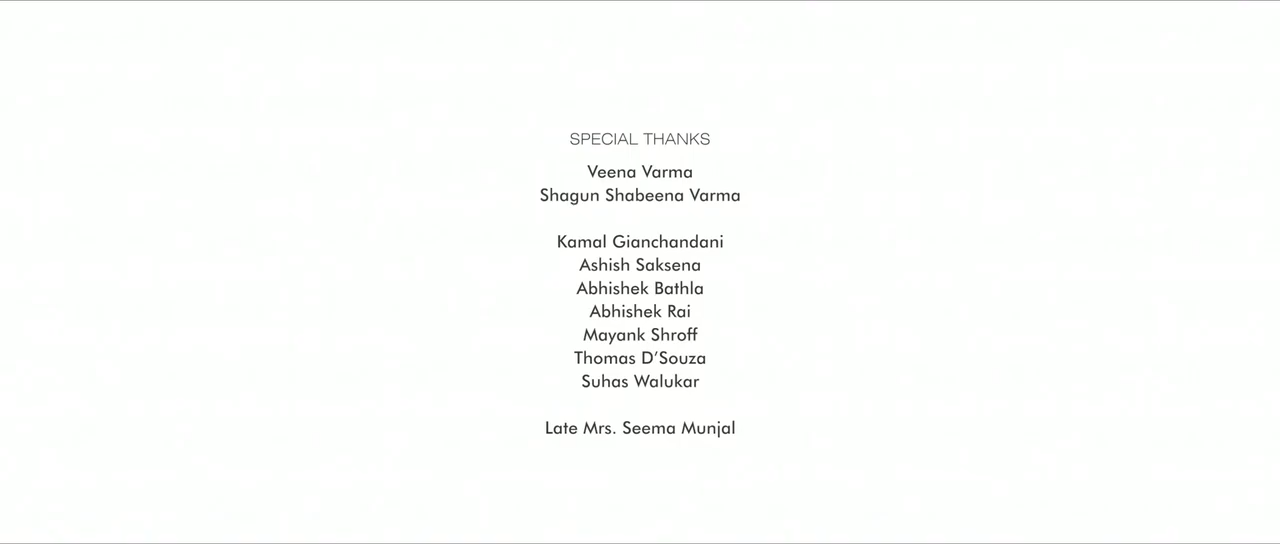 SPECIAL THANKS
Veena Varma
Shagun Shabeena Varma
Kamal Gianchandani
Ashish Saksena
Abhishek Bathla
Abhishek Rai
Mayank Shroff
Thomas D’Souza
Suhas Walukar
Late Mrs. Seema Munjal